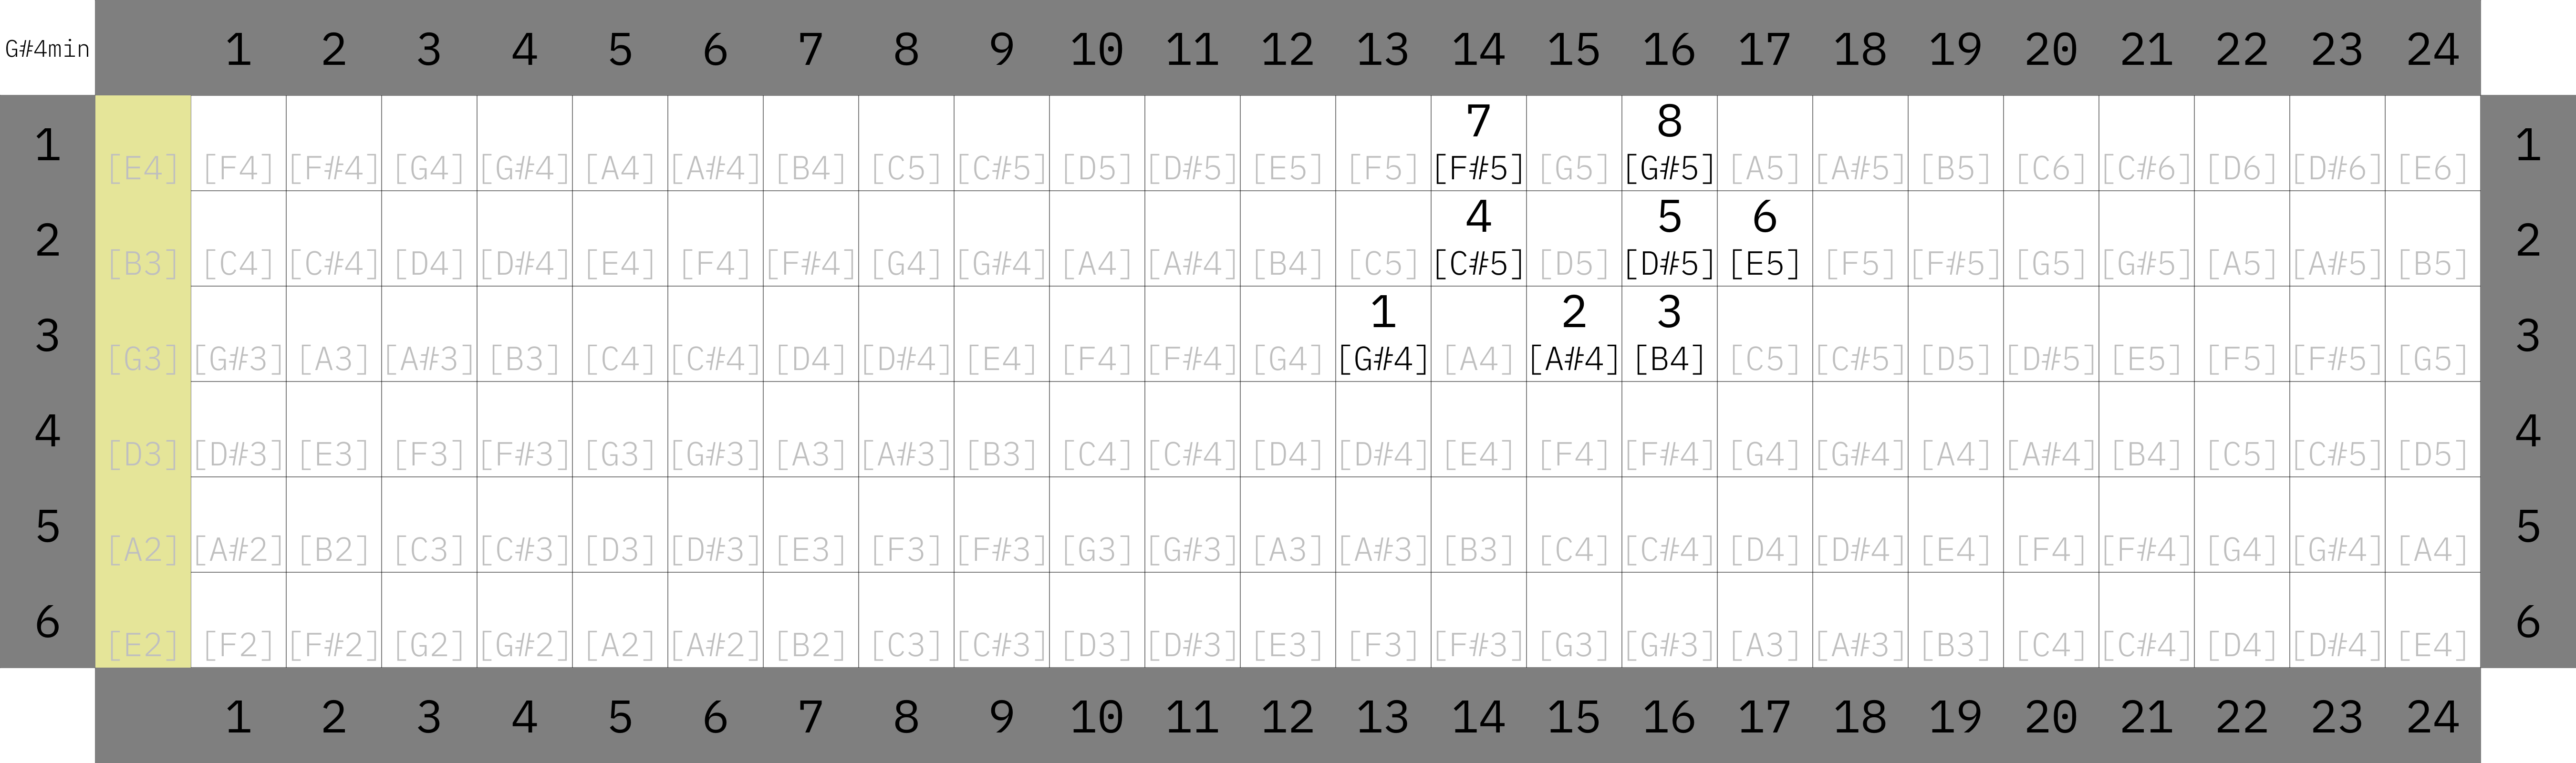 G#4min 1 2 3 4 5 6 7 8 9 10 11 12 13 14 15 16 17 18 19 20 21 22 23 24
7 8
1 [E4] [F4] [F#4] [G4] [G#4] [A4] [A#4] [B4] [C5] [C#5] [D5] [D#5] [E5] [F5] [F#5] [G5] [G#5] [A5] [A#5] [B5] [C6] [C#6] [D6] [D#6] [E6] 1
4 5 6
2 [B3] [C4] [C#4] [D4] [D#4] [E4] [F4] [F#4] [G4] [G#4] [A4] [A#4] [B4] [C5] [C#5] [D5] [D#5] [E5] [F5] [F#5] [G5] [G#5] [A5] [A#5] [B5] 2
1 2 3
3 [G3] [G#3] [A3] [A#3] [B3] [C4] [C#4] [D4] [D#4] [E4] [F4] [F#4] [G4] [G#4] [A4] [A#4] [B4] [C5] [C#5] [D5] [D#5] [E5] [F5] [F#5] [G5] 3
4 [D3] [D#3] [E3] [F3] [F#3] [G3] [G#3] [A3] [A#3] [B3] [C4] [C#4] [D4] [D#4] [E4] [F4] [F#4] [G4] [G#4] [A4] [A#4] [B4] [C5] [C#5] [D5] 4
5 [A2] [A#2] [B2] [C3] [C#3] [D3] [D#3] [E3] [F3] [F#3] [G3] [G#3] [A3] [A#3] [B3] [C4] [C#4] [D4] [D#4] [E4] [F4] [F#4] [G4] [G#4] [A4] 5
6 [E2] [F2] [F#2] [G2] [G#2] [A2] [A#2] [B2] [C3] [C#3] [D3] [D#3] [E3] [F3] [F#3] [G3] [G#3] [A3] [A#3] [B3] [C4] [C#4] [D4] [D#4] [E4] 6
1 2 3 4 5 6 7 8 9 10 11 12 13 14 15 16 17 18 19 20 21 22 23 24